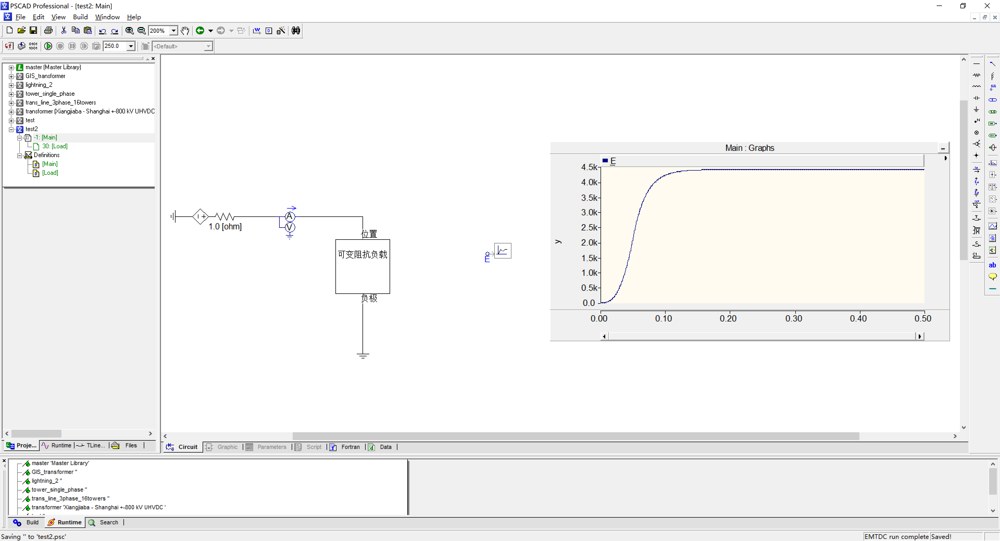 PSCAD Professional - [test2: Main]
File Edit View Build Window Help
200%
250.0 <Default>
master (Master Library)
GIS_transformer
lightning_2
tower_single_phase
trans_line_3phase_16towers
transformer (Xiangjiaba - Shanghai +-800 kV UHVDC
test
test2
-1: [Main]
30: [Load]
Definitions
[Main]
[Load]
1.0 [ohm]
A
V
位置
可变阻抗负载
负极
E
Main : Graphs
E
y
4.5k
4.0k
3.5k
3.0k
2.5k
2.0k
1.5k
1.0k
0.5k
0.0
0.00 0.10 0.20 0.30 0.40 0.50
ab
Proje... Runtime TLine... Files
Circuit Graphic Parameters Script Fortran Data
master 'Master Library'
GIS_transformer ''
lightning_2 ''
tower_single_phase ''
trans_line_3phase_16towers ''
transformer 'Xiangjiaba - Shanghai +-800 kV UHVDC '
Build Runtime Search
Saving '' to 'test2.psc'
EMTDC run complete Saved!